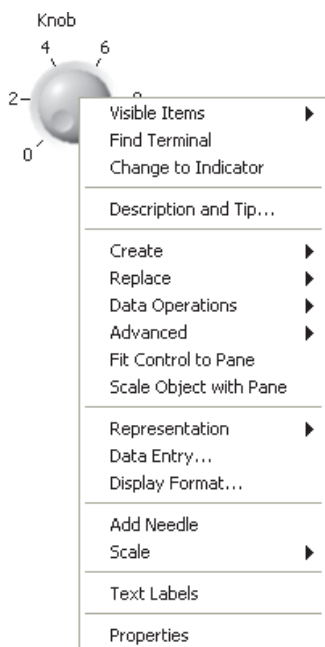 Knob
4 6
2
0
Visible Items
Find Terminal
Change to Indicator
Description and Tip...
Create
Replace
Data Operations
Advanced
Fit Control to Pane
Scale Object with Pane
Representation
Data Entry...
Display Format...
Add Needle
Scale
Text Labels
Properties